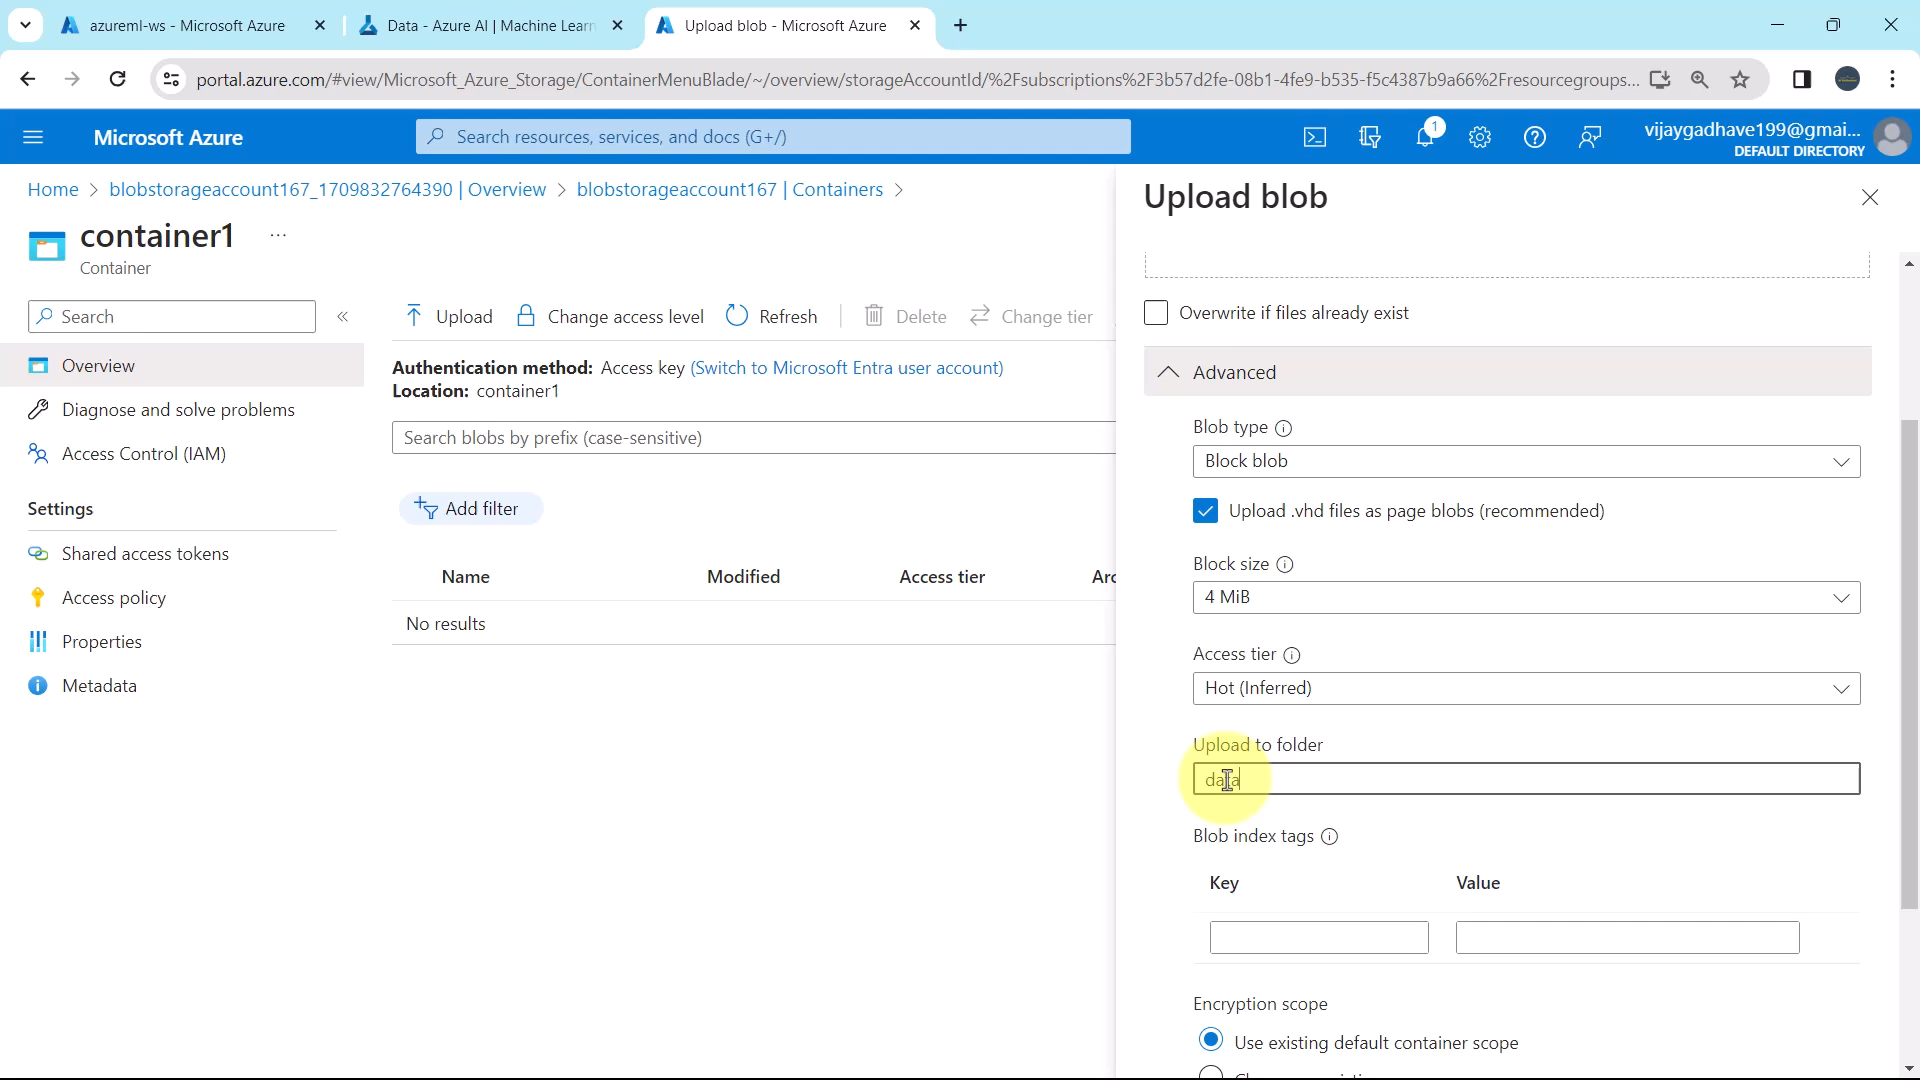 azureml-ws - Microsoft Azure
Data - Azure AI | Machine Learn
Upload blob - Microsoft Azure
portal.azure.com/#view/Microsoft_Azure_Storage/ContainerMenuBlade/~/overview/storageAccountId/%2Fsubscriptions%2F3b57d2fe-08b1-4fe9-b535-f5c4387b9a66%2Fresourcegroups...
Microsoft Azure
Search resources, services, and docs (G+/)
1
vijaygadhave199@gmai...
DEFAULT DIRECTORY
Home > blobstorageaccount167_1709832764390 | Overview > blobstorageaccount167 | Containers >
container1 ...
Container
Search
«
Overview
Diagnose and solve problems
Access Control (IAM)
Settings
Shared access tokens
Access policy
Properties
Metadata
Upload
Change access level
Refresh
Delete
Change tier
Authentication method: Access key (Switch to Microsoft Entra user account)
Location: container1
Search blobs by prefix (case-sensitive)
Add filter
Name Modified Access tier Arc
No results
Upload blob
Overwrite if files already exist
Advanced
Blob type
Block blob
Upload .vhd files as page blobs (recommended)
Block size
4 MiB
Access tier
Hot (Inferred)
Upload to folder
data
Blob index tags
Key Value
Encryption scope
Use existing default container scope